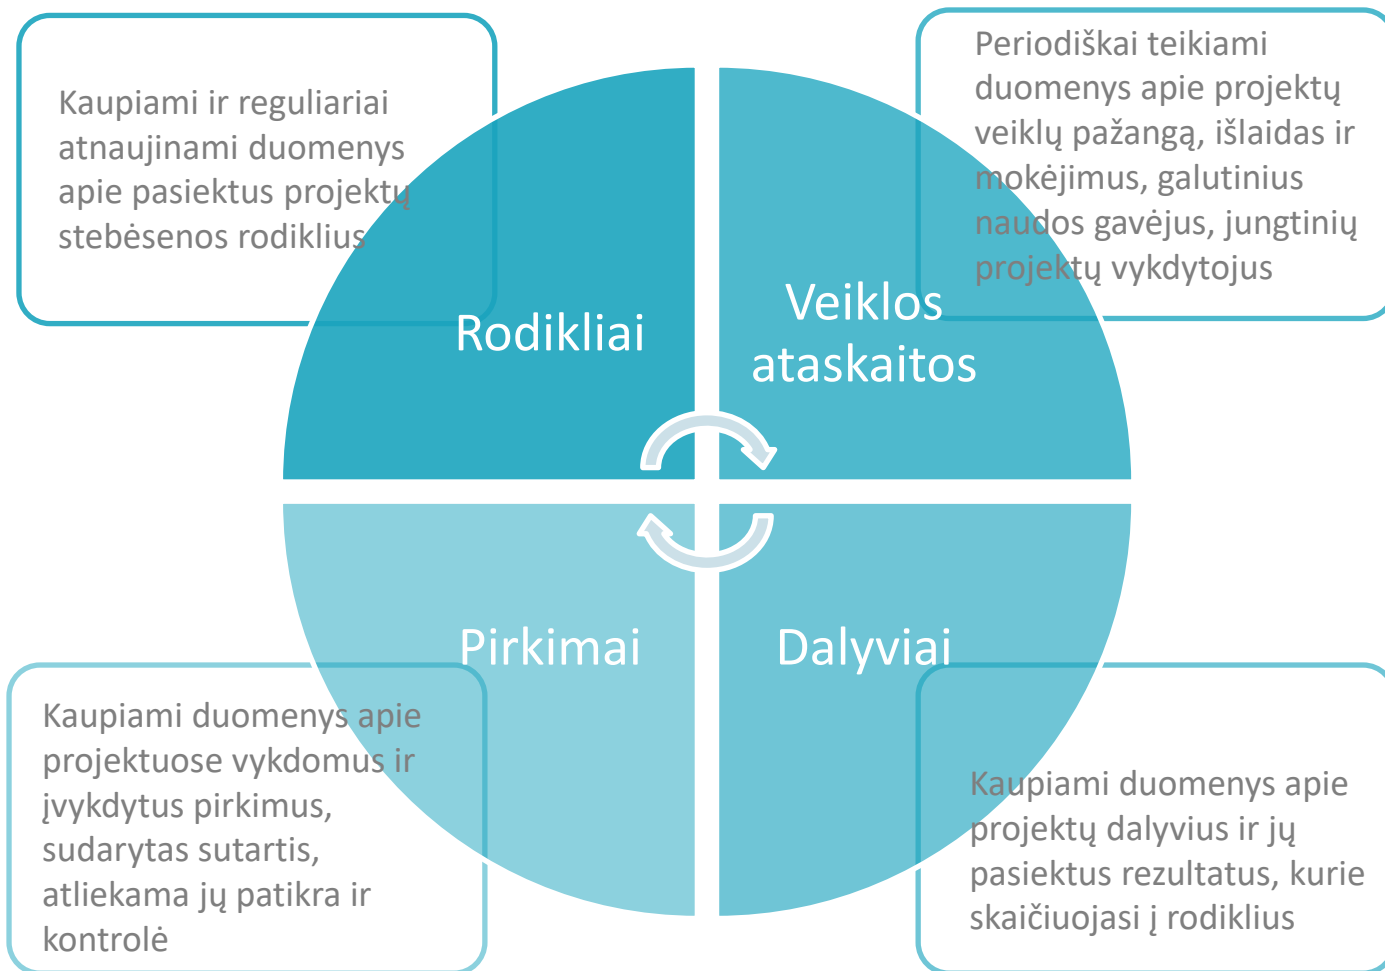 Kaupiami ir reguliariai
atnaujinami duomenys
apie pasiektus projektų
stebėsenos rodiklius
Periodiškai teikiami
duomenys apie projektų
veiklų pažangą, išlaidas ir
mokėjimus, galutinius
naudos gavėjus, jungtinių
projektų vykdytojus
Rodikliai
Veiklos
ataskaitos
Pirkimai
Dalyviai
Kaupiami duomenys apie
projektuose vykdomus ir
įvykdytus pirkimus,
sudarytas sutartis,
atliekama jų patikra ir
kontrolė
Kaupiami duomenys apie
projektų dalyvius ir jų
pasiektus rezultatus, kurie
skaičiuojasi į rodiklius